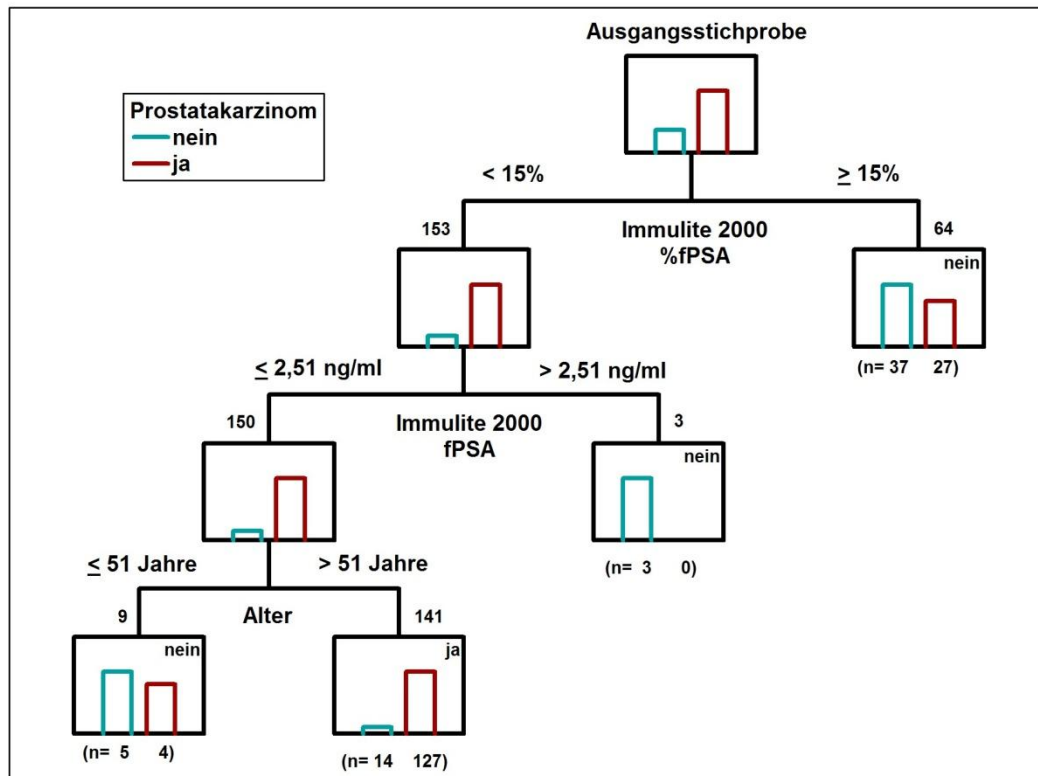 Ausgangsstichprobe
Prostatakarzinom
nein
ja
< 15%
≥ 15%
153
Immulite 2000
%fPSA
64
nein
(n= 37 27)
≤ 2,51 ng/ml
> 2,51 ng/ml
150
Immulite 2000
fPSA
3
nein
(n= 3 0)
≤ 51 Jahre
> 51 Jahre
9
Alter
141
nein
ja
(n= 5 4)
(n= 14 127)